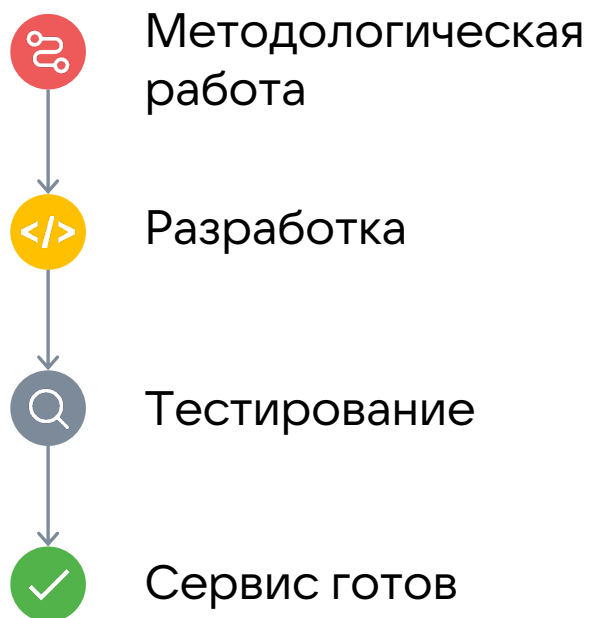 Методологическая
работа
</>
Разработка
Тестирование
Сервис готов